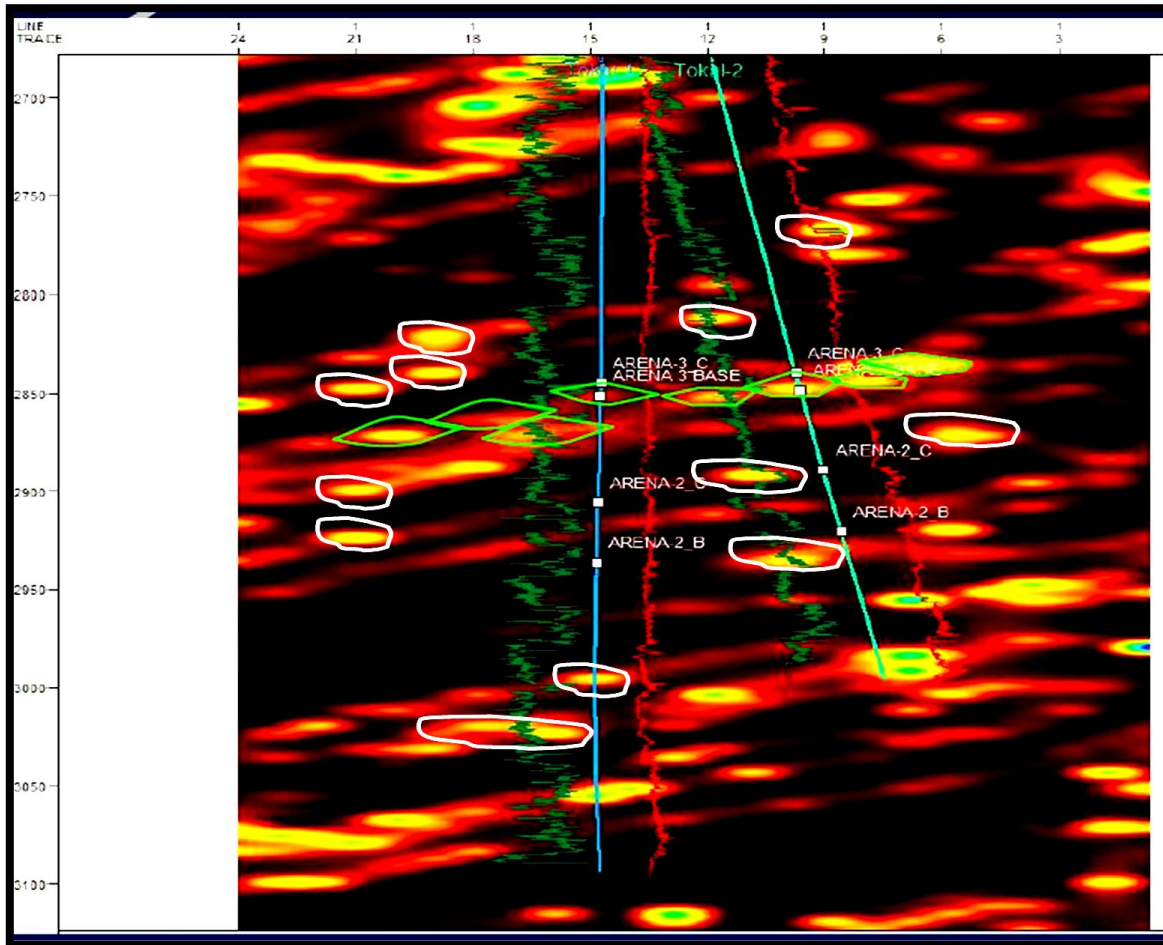 LINE 1 1 1 1 1 1 1 1
TRACE 24 21 18 15 12 9 6 3
Tokul-2
2700
2750
2800
ARENA-3_C
ARENA-3_C
ARENA 3 BASE
2850
ARENA-2_C
ARENA-2_C
2900
ARENA-2_B
ARENA-2_B
2950
3000
3050
3100